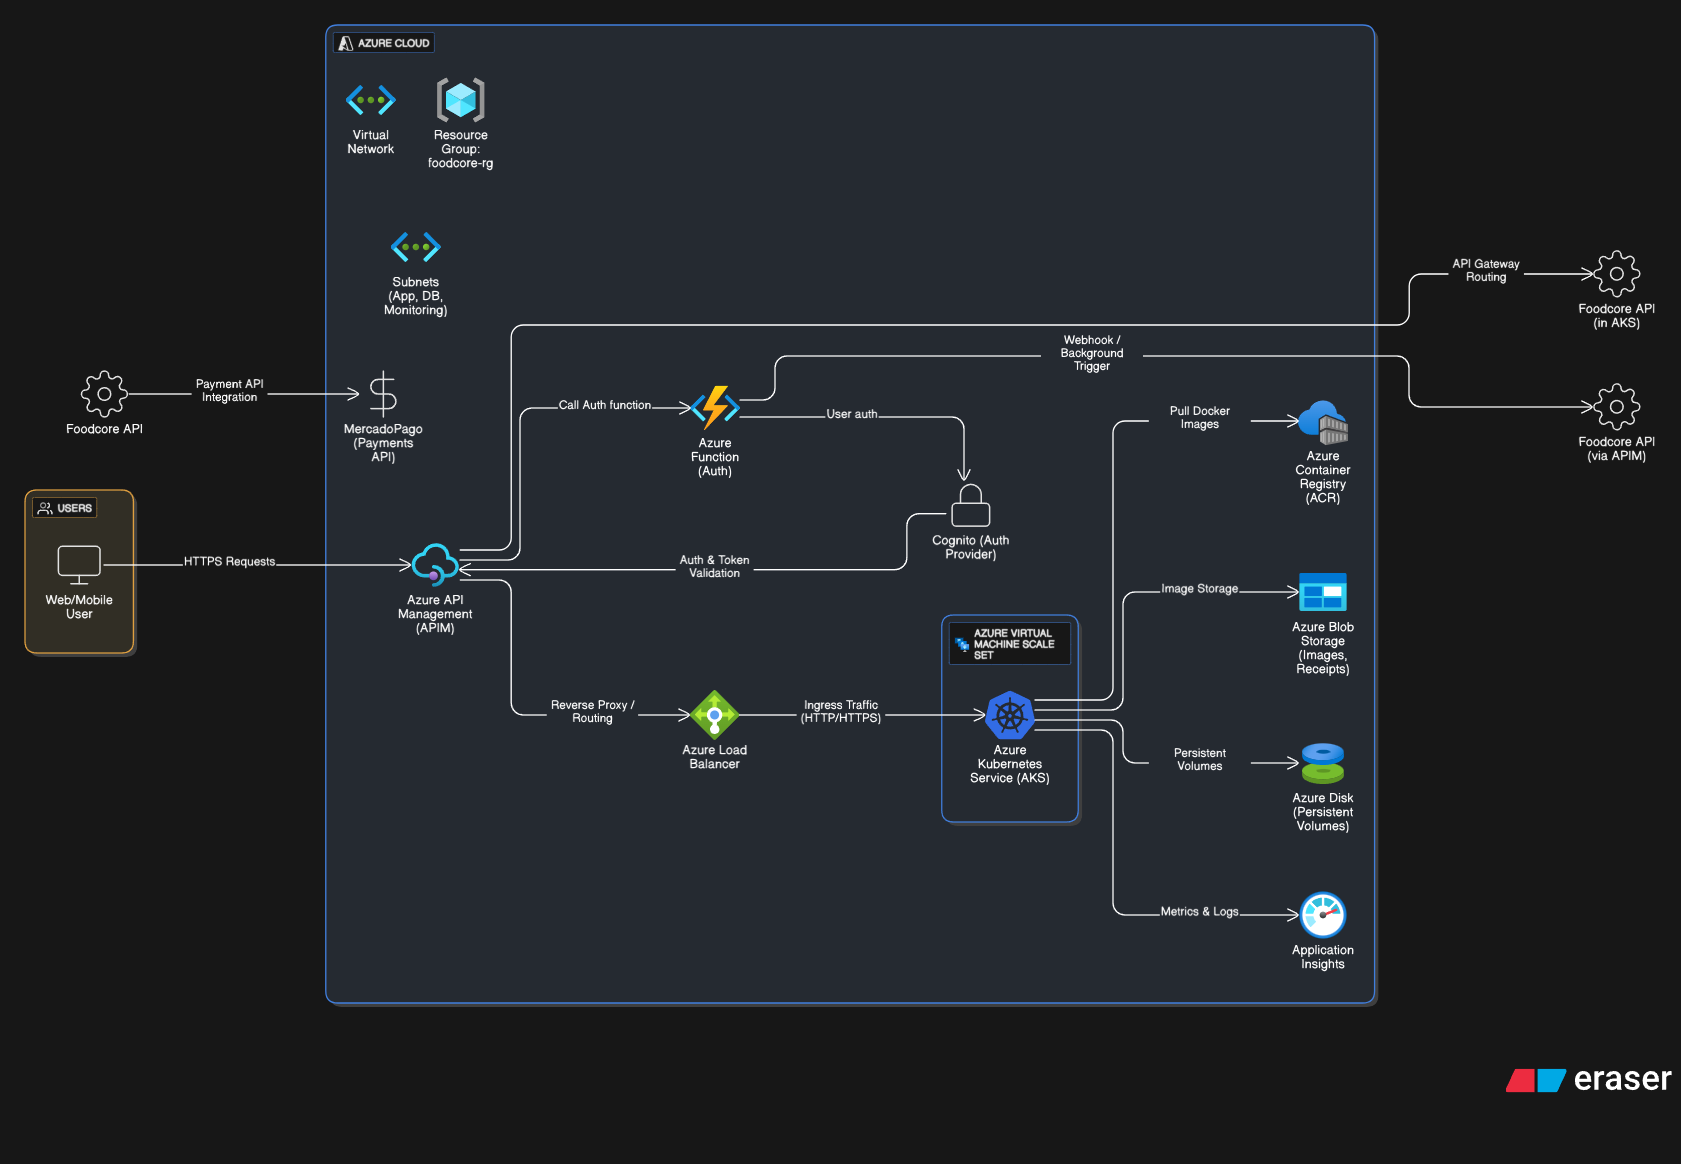 AZURE CLOUD
Virtual
Network
Resource
Group:
foodcore-rg
Subnets
(App, DB,
Monitoring)
API Gateway
Routing
Foodcore API
(in AKS)
Webhook /
Background
Trigger
Foodcore API
(via APIM)
Foodcore API
Payment API
Integration
MercadoPago
(Payments
API)
Call Auth function
Azure
Function
(Auth)
User auth
Pull Docker
Images
Azure
Container
Registry
(ACR)
USERS
Web/Mobile
User
HTTPS Requests
Azure API
Management
(APIM)
Auth & Token
Validation
Cognito (Auth
Provider)
Image Storage
Azure Blob
Storage
(Images,
Receipts)
AZURE VIRTUAL
MACHINE SCALE
SET
Reverse Proxy /
Routing
Azure Load
Balancer
Ingress Traffic
(HTTP/HTTPS)
Azure
Kubernetes
Service (AKS)
Persistent
Volumes
Azure Disk
(Persistent
Volumes)
Metrics & Logs
Application
Insights
eraser